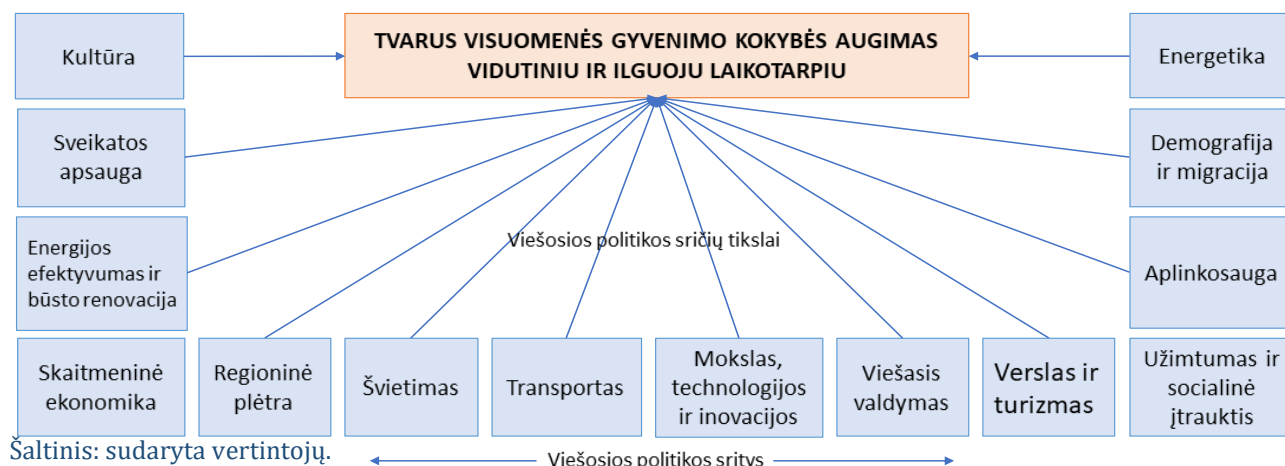 Kultūra
TVARUS VISUOMENĖS GYVENIMO KOKYBĖS AUGIMAS
VIDUTINIU IR ILGUOJU LAIKOTARPIU
Energetika
Sveikatos
apsauga
Demografija
ir migracija
Energijos
efektyvumas ir
būsto renovacija
Viešosios politikos sričių tikslai
Aplinkosauga
Skaitmeninė
ekonomika
Regioninė
plėtra
Švietimas
Transportas
Mokslas,
technologijos
ir inovacijos
Viešasis
valdymas
Verslas ir
turizmas
Užimtumas ir
socialinė
įtrauktis
Šaltinis: sudaryta vertintojų.
Viešosios politikos sritys